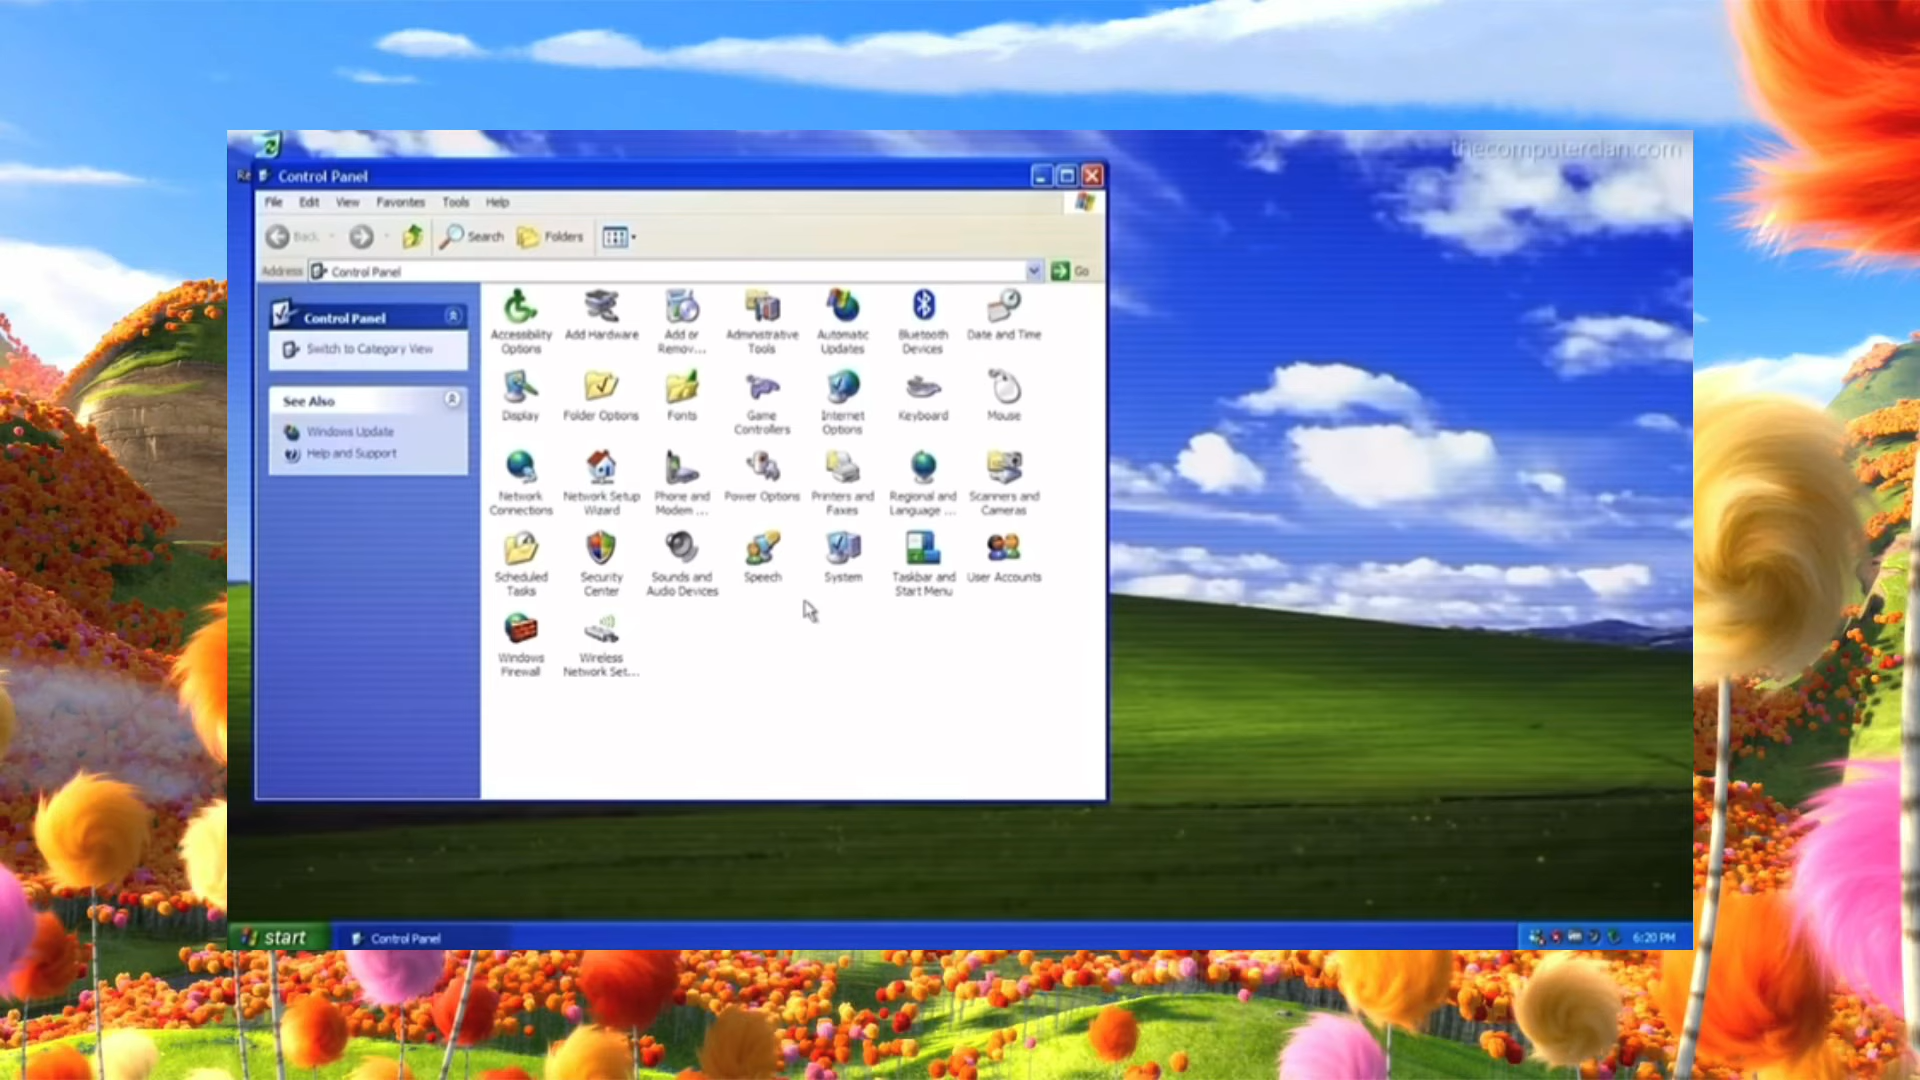 thecomputerclan.com
Re
Control Panel
File Edit View Favorites Tools Help
Back Search Folders
Address Control Panel Go
Control Panel
Switch to Category View
See Also
Windows Update
Help and Support
Accessibility Options
Add Hardware
Add or Remov...
Administrative Tools
Automatic Updates
Bluetooth Devices
Date and Time
Display
Folder Options
Fonts
Game Controllers
Internet Options
Keyboard
Mouse
Network Connections
Network Setup Wizard
Phone and Modem ...
Power Options
Printers and Faxes
Regional and Language ...
Scanners and Cameras
Scheduled Tasks
Security Center
Sounds and Audio Devices
Speech
System
Taskbar and Start Menu
User Accounts
Windows Firewall
Wireless Network Set...
start Control Panel 6:20 PM